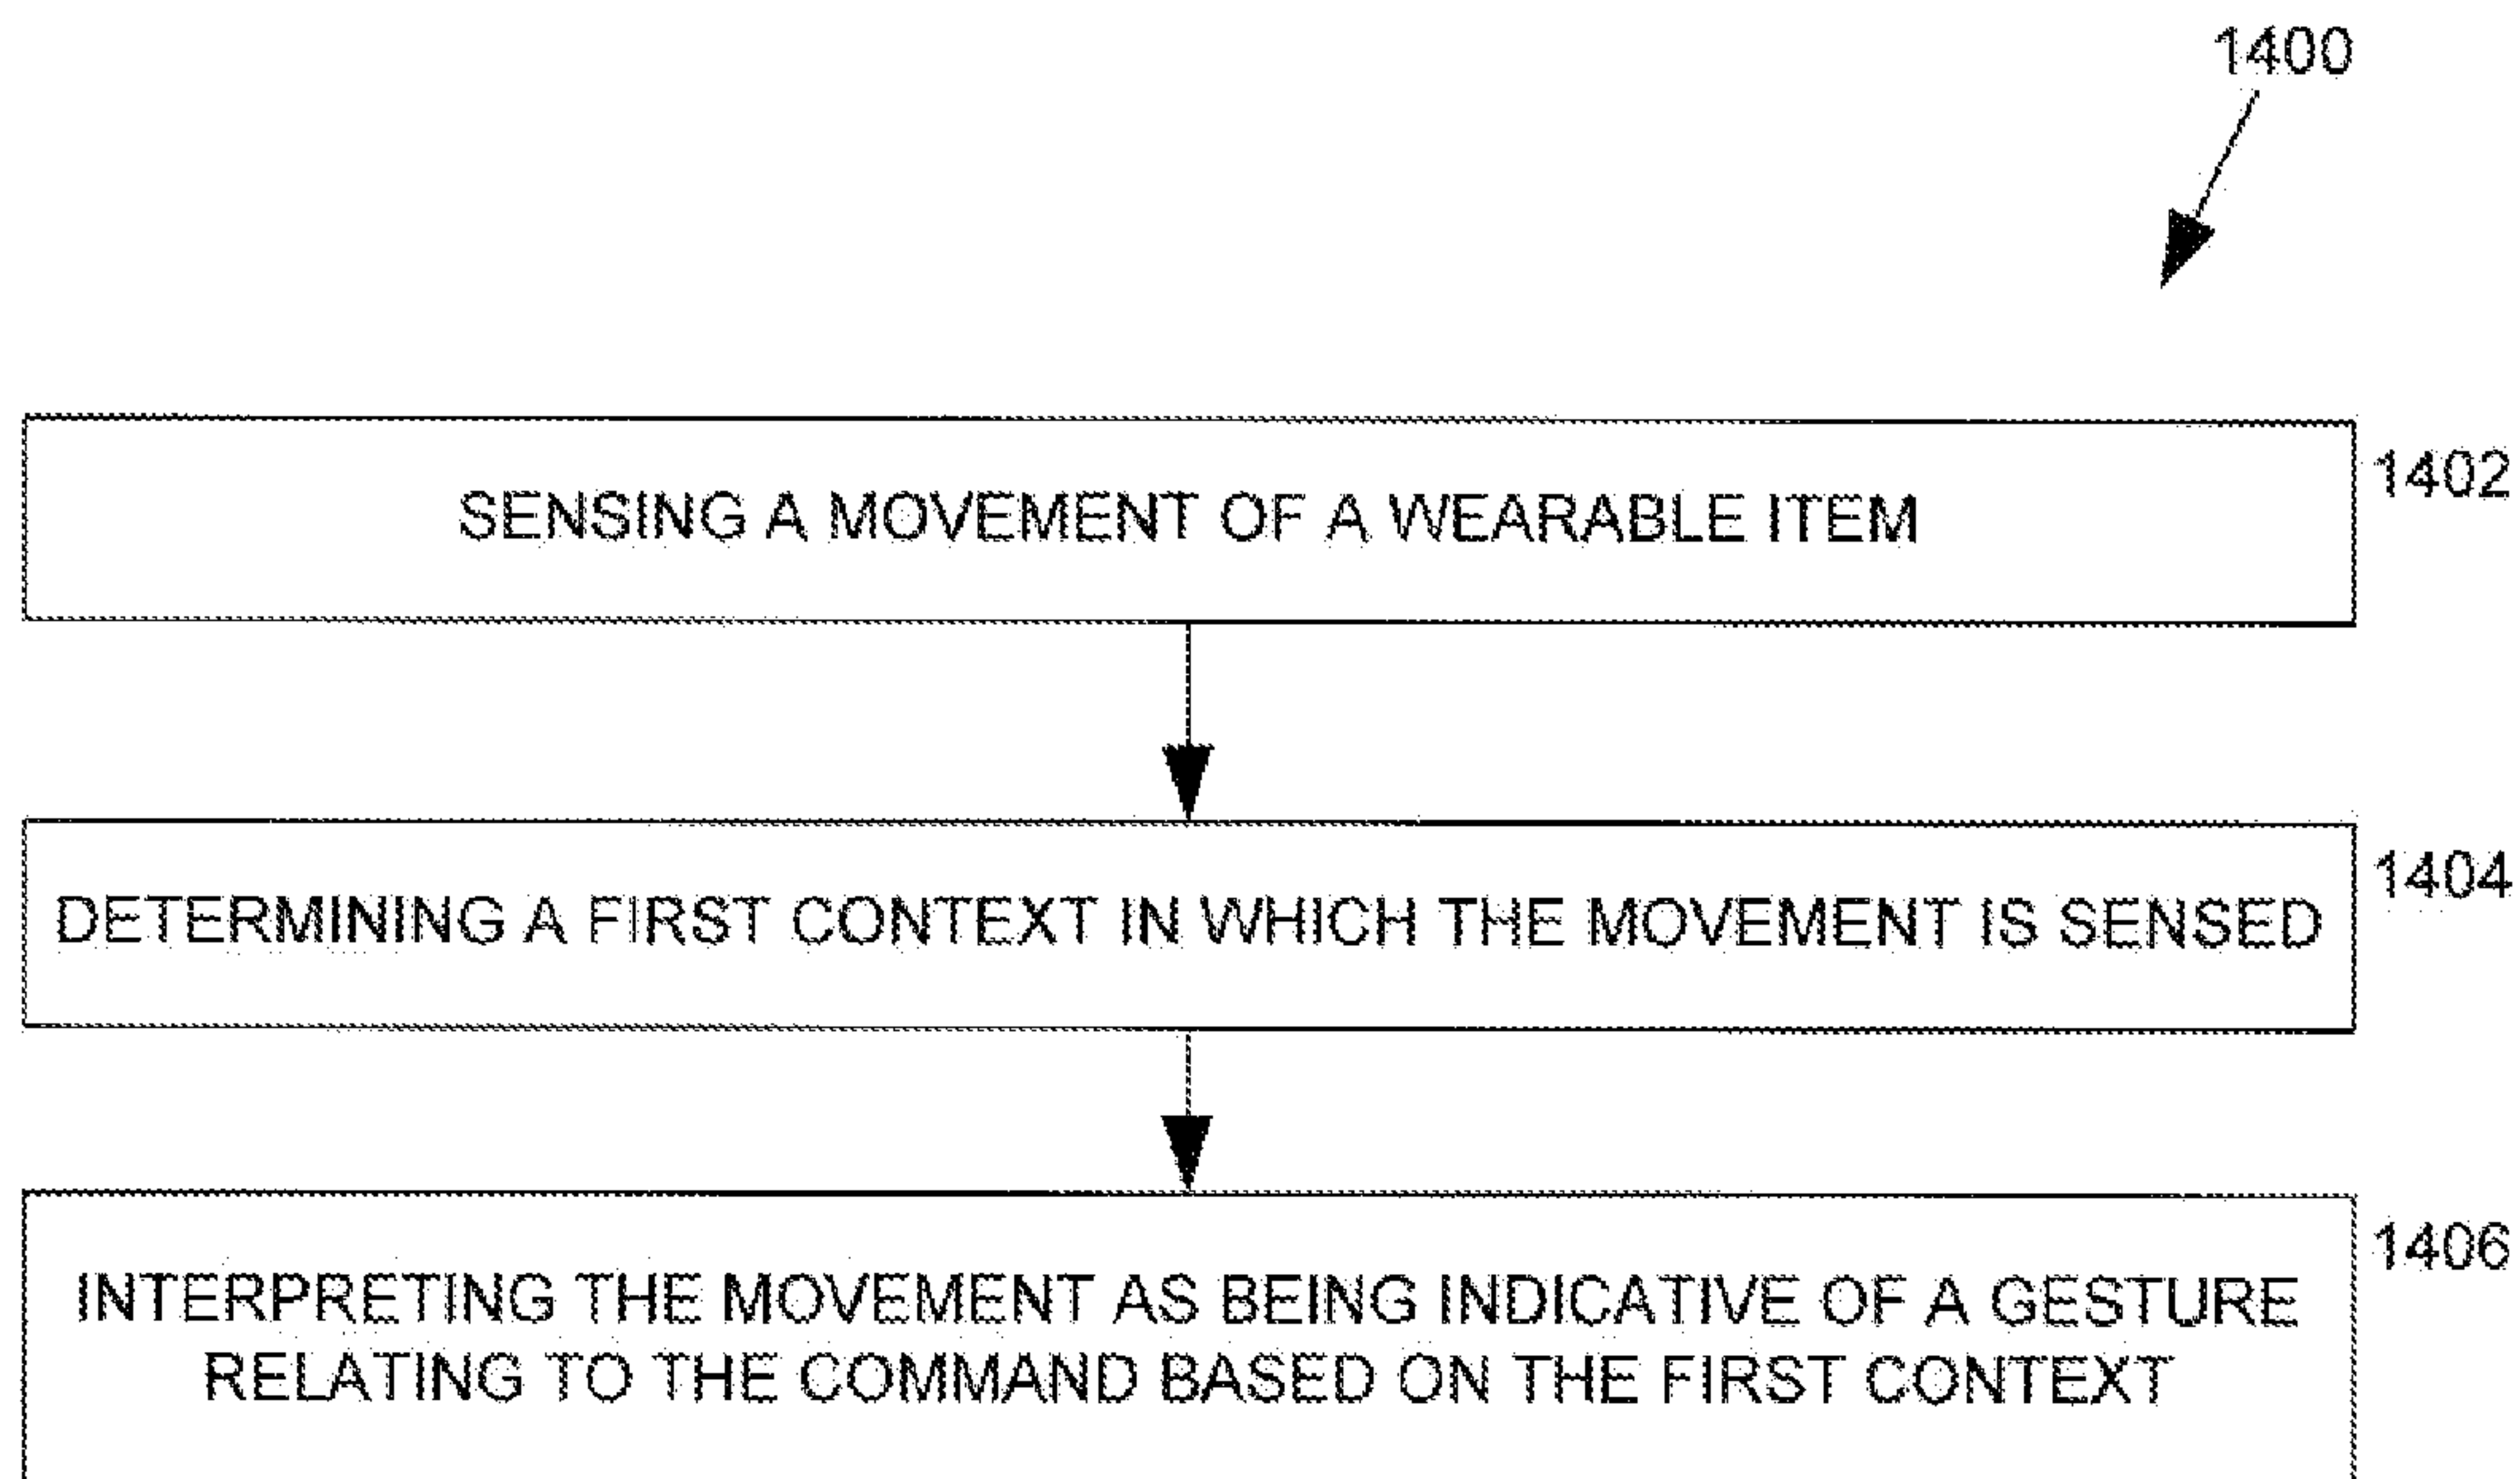 1400
SENSING A MOVEMENT OF A WEARABLE ITEM
1402
DETERMINING A FIRST CONTEXT IN WHICH THE MOVEMENT IS SENSED
1404
INTERPRETING THE MOVEMENT AS BEING INDICATIVE OF A GESTURE
RELATING TO THE COMMAND BASED ON THE FIRST CONTEXT
1406